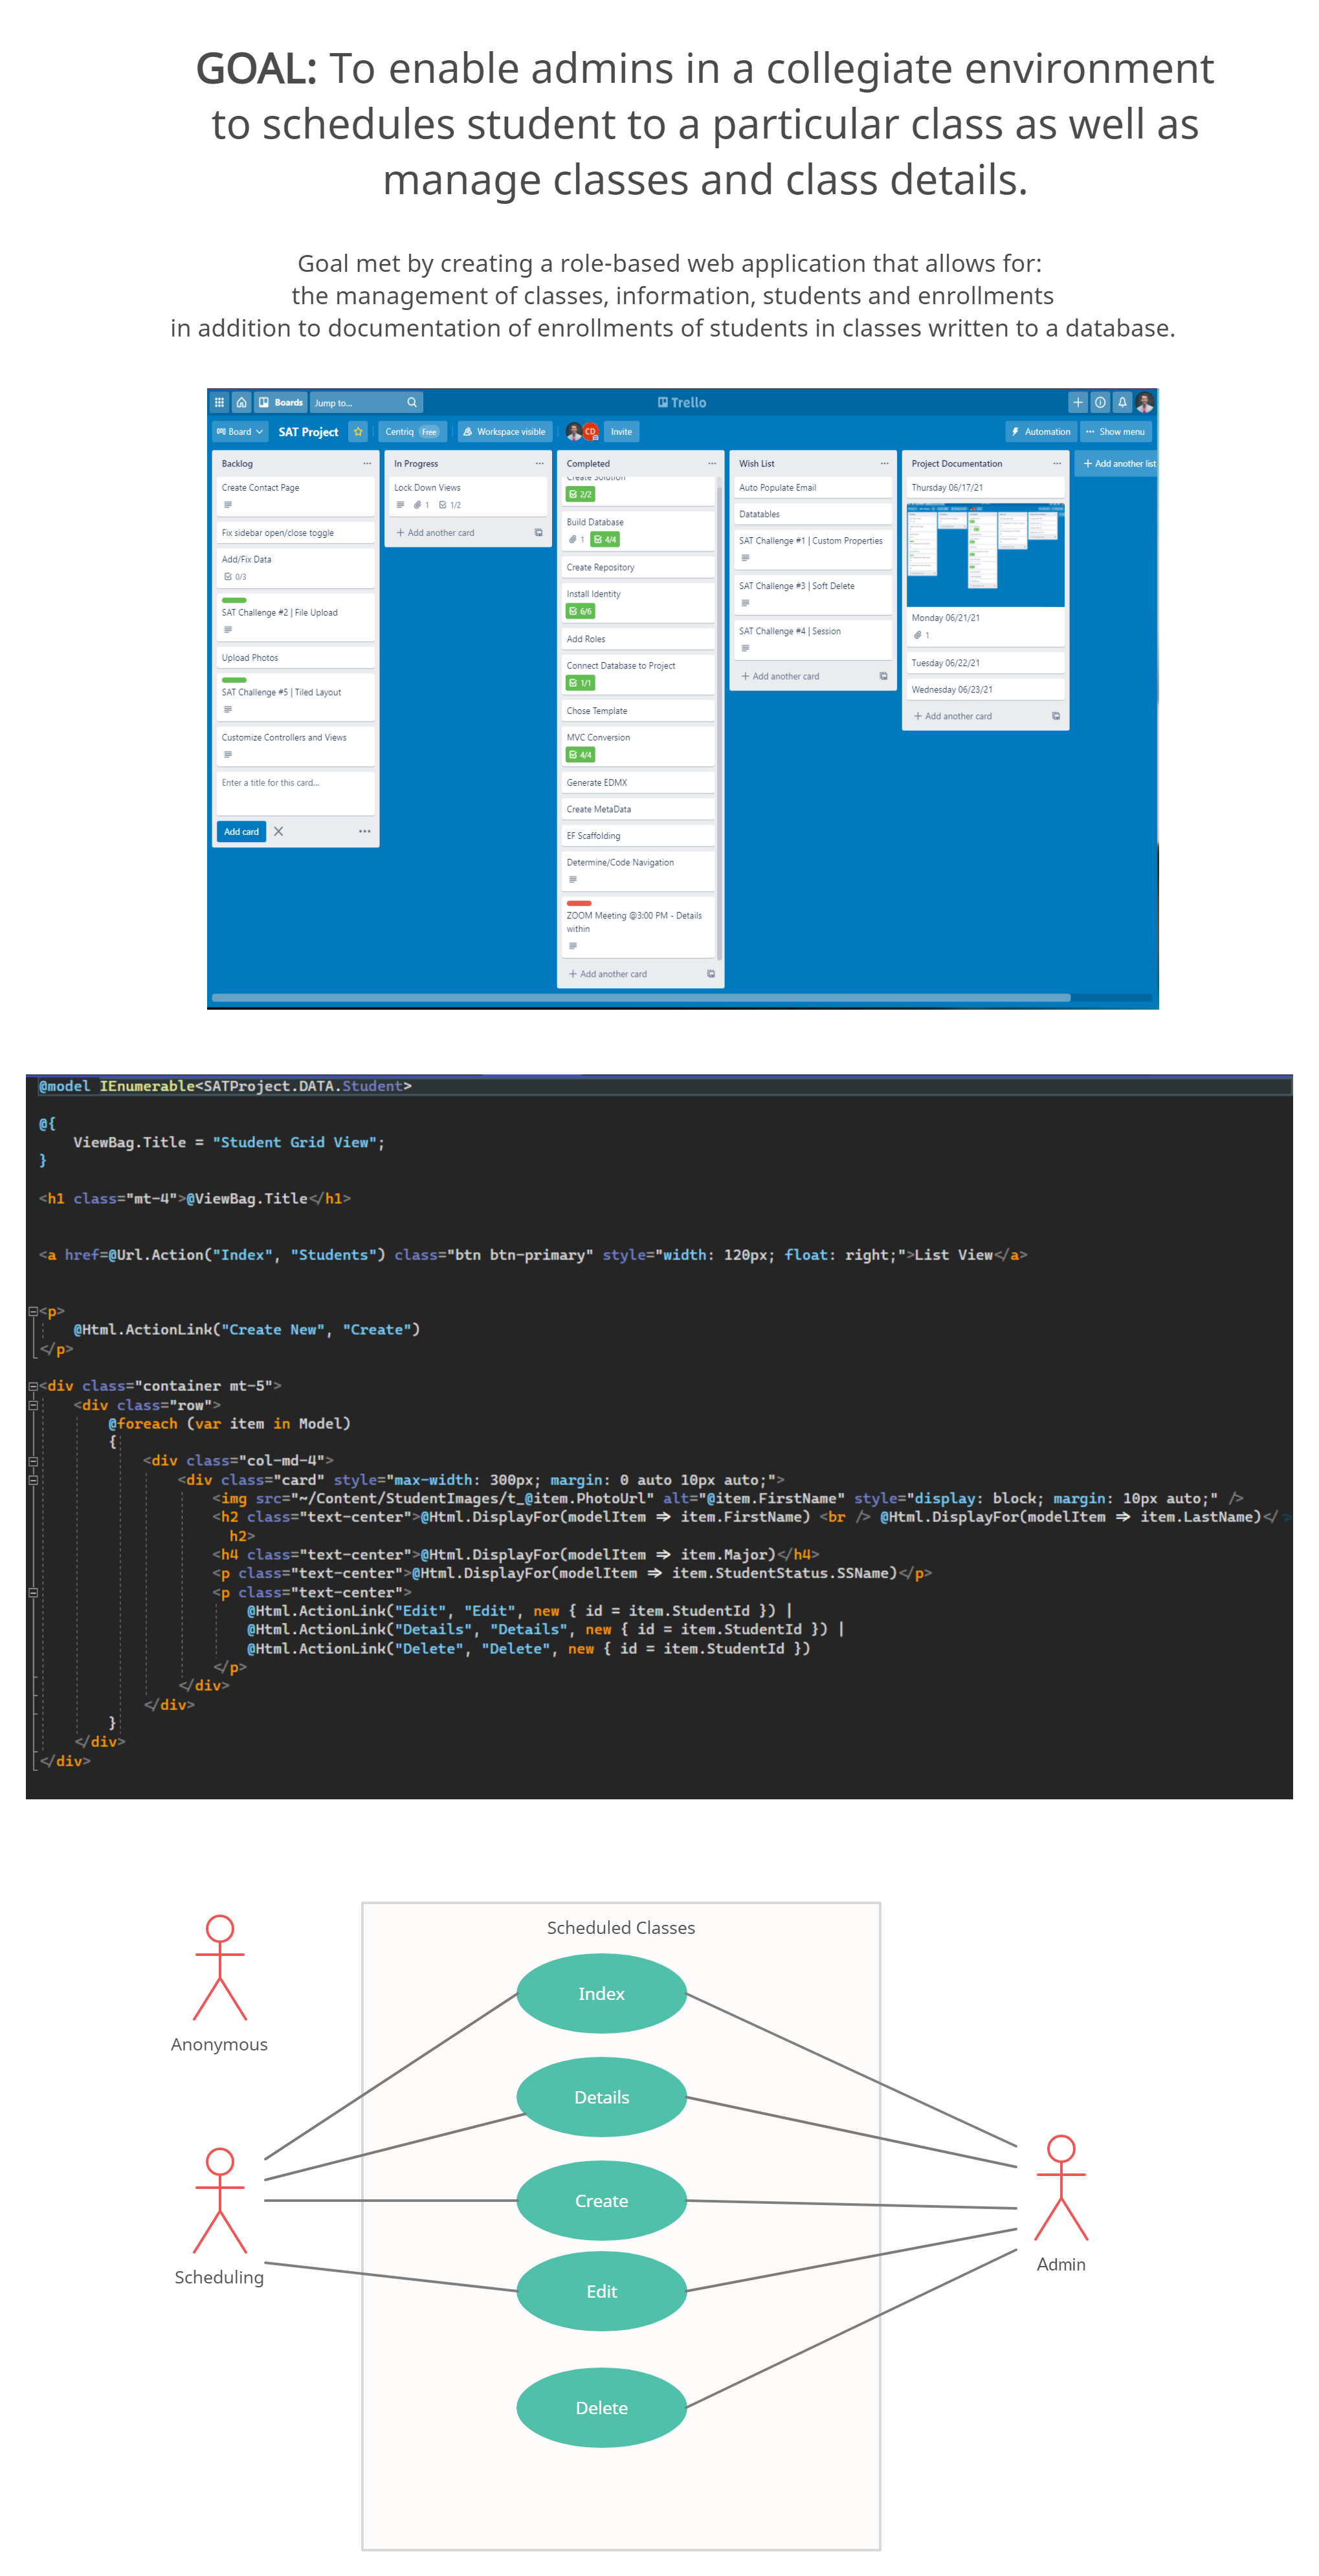 GOAL: To enable admins in a collegiate environment
to schedules student to a particular class as well as
manage classes and class details.
Goal met by creating a role-based web application that allows for:
the management of classes, information, students and enrollments
in addition to documentation of enrollments of students in classes written to a database.
Boards
Jump to...
Trello
Board
SAT Project
Centriq Free
Workspace visible
CD
Invite
Automation
Show menu
Backlog
Create Contact Page
Fix sidebar open/close toggle
Add/Fix Data
0/3
SAT Challenge #2 | File Upload
Upload Photos
SAT Challenge #5 | Tiled Layout
Customize Controllers and Views
Enter a title for this card...
Add card
In Progress
Lock Down Views
1 1/2
+ Add another card
Completed
Create Solution
2/2
Build Database
1 4/4
Create Repository
Install Identity
6/6
Add Roles
Connect Database to Project
1/1
Chose Template
MVC Conversion
4/4
Generate EDMX
Create MetaData
EF Scaffolding
Determine/Code Navigation
ZOOM Meeting @3:00 PM - Details
within
+ Add another card
Wish List
Auto Populate Email
Datatables
SAT Challenge #1 | Custom Properties
SAT Challenge #3 | Soft Delete
SAT Challenge #4 | Session
+ Add another card
Project Documentation
Thursday 06/17/21
Monday 06/21/21
1
Tuesday 06/22/21
Wednesday 06/23/21
+ Add another card
+ Add another list
@model IEnumerable<SATProject.DATA.Student>
@{
ViewBag.Title = "Student Grid View";
}
<h1 class="mt-4">@ViewBag.Title</h1>
<a href=@Url.Action("Index", "Students") class="btn btn-primary" style="width: 120px; float: right;">List View</a>
<p>
@Html.ActionLink("Create New", "Create")
</p>
<div class="container mt-5">
<div class="row">
@foreach (var item in Model)
{
<div class="col-md-4">
<div class="card" style="max-width: 300px; margin: 0 auto 10px auto;">
<img src="~/Content/StudentImages/t_@item.PhotoUrl" alt="@item.FirstName" style="display: block; margin: 10px auto;" />
<h2 class="text-center">@Html.DisplayFor(modelItem => item.FirstName) <br /> @Html.DisplayFor(modelItem => item.LastName)</
h2>
<h4 class="text-center">@Html.DisplayFor(modelItem => item.Major)</h4>
<p class="text-center">@Html.DisplayFor(modelItem => item.StudentStatus.SSName)</p>
<p class="text-center">
@Html.ActionLink("Edit", "Edit", new { id = item.StudentId }) |
@Html.ActionLink("Details", "Details", new { id = item.StudentId }) |
@Html.ActionLink("Delete", "Delete", new { id = item.StudentId })
</p>
</div>
</div>
}
</div>
</div>
Scheduled Classes
Index
Anonymous
Details
Create
Scheduling
Edit
Admin
Delete